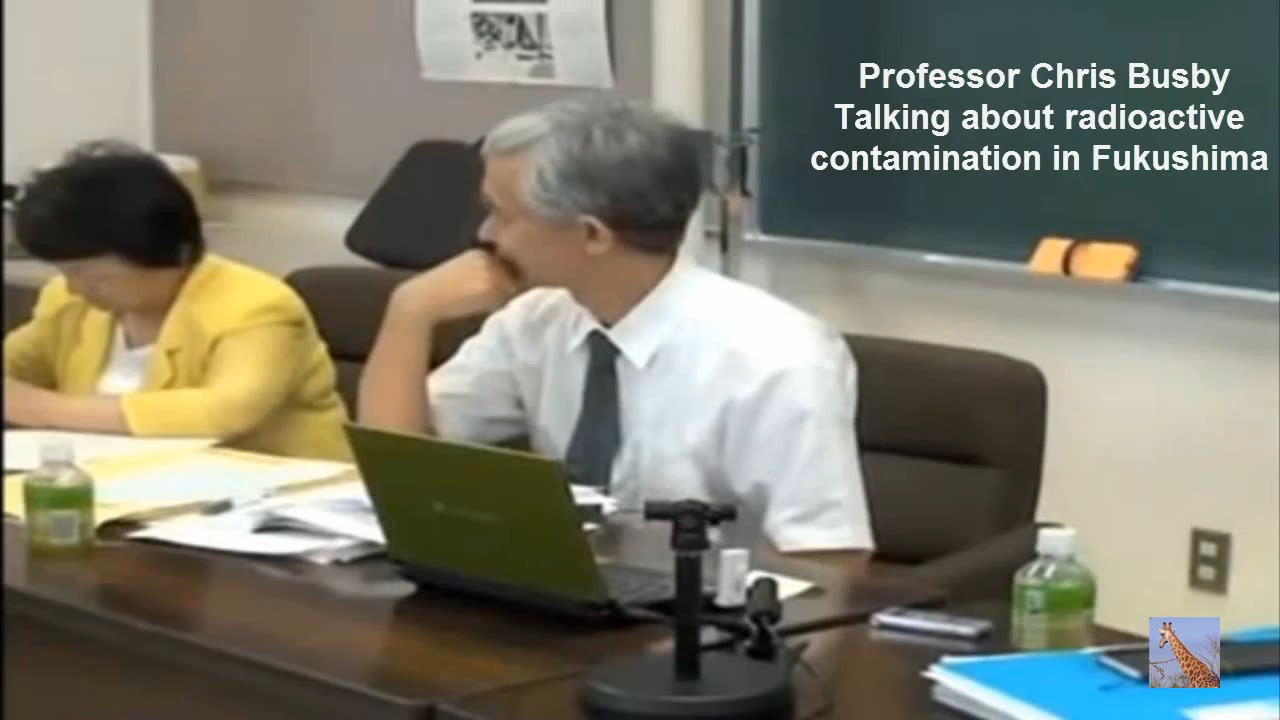 Professor Chris Busby
Talking about radioactive
contamination in Fukushima